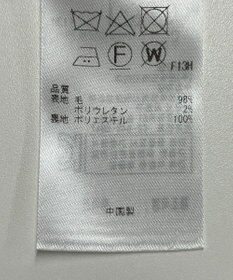 F W
F13H
品質
表地 毛 98%
ポリウレタン 2%
裏地 ポリエステル 100%
中国製